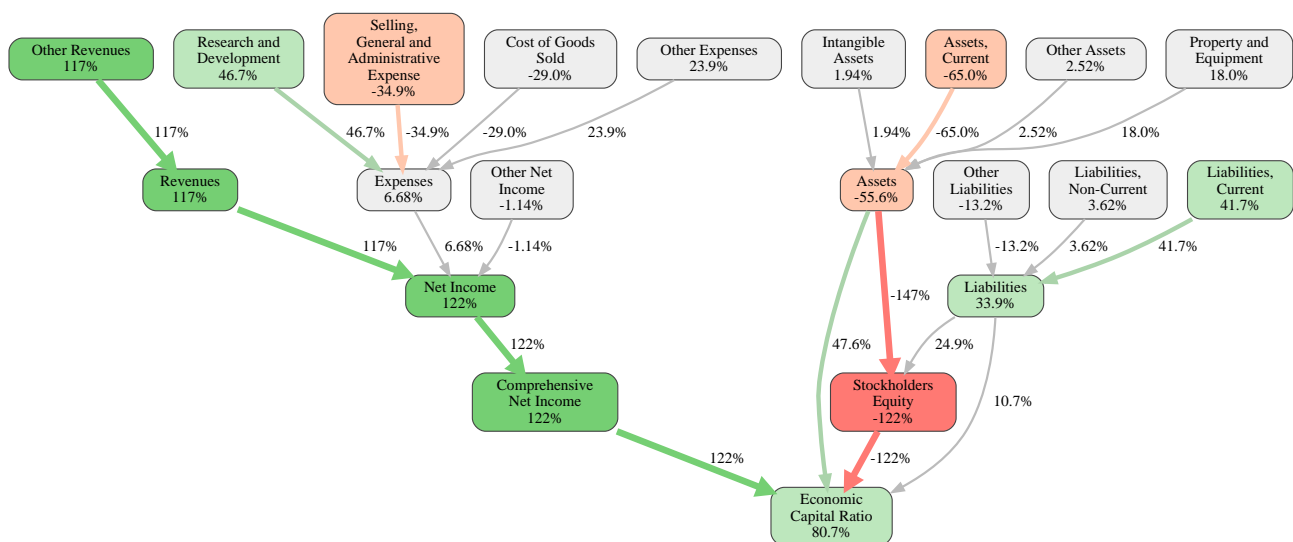 Other Revenues
117%
Research and
Development
46.7%
Selling,
General and
Administrative
Expense
-34.9%
Cost of Goods
Sold
-29.0%
Other Expenses
23.9%
Intangible
Assets
1.94%
Assets,
Current
-65.0%
Other Assets
2.52%
Property and
Equipment
18.0%
117%
46.7%
-34.9%
-29.0%
23.9%
1.94%
-65.0%
2.52%
18.0%
Revenues
117%
Expenses
6.68%
Other Net
Income
-1.14%
Assets
-55.6%
Other
Liabilities
-13.2%
Liabilities,
Non-Current
3.62%
Liabilities,
Current
41.7%
117%
6.68%
-1.14%
-13.2%
3.62%
41.7%
Net Income
122%
-147%
Liabilities
33.9%
122%
47.6%
24.9%
Comprehensive
Net Income
122%
Stockholders
Equity
-122%
10.7%
122%
-122%
Economic
Capital Ratio
80.7%